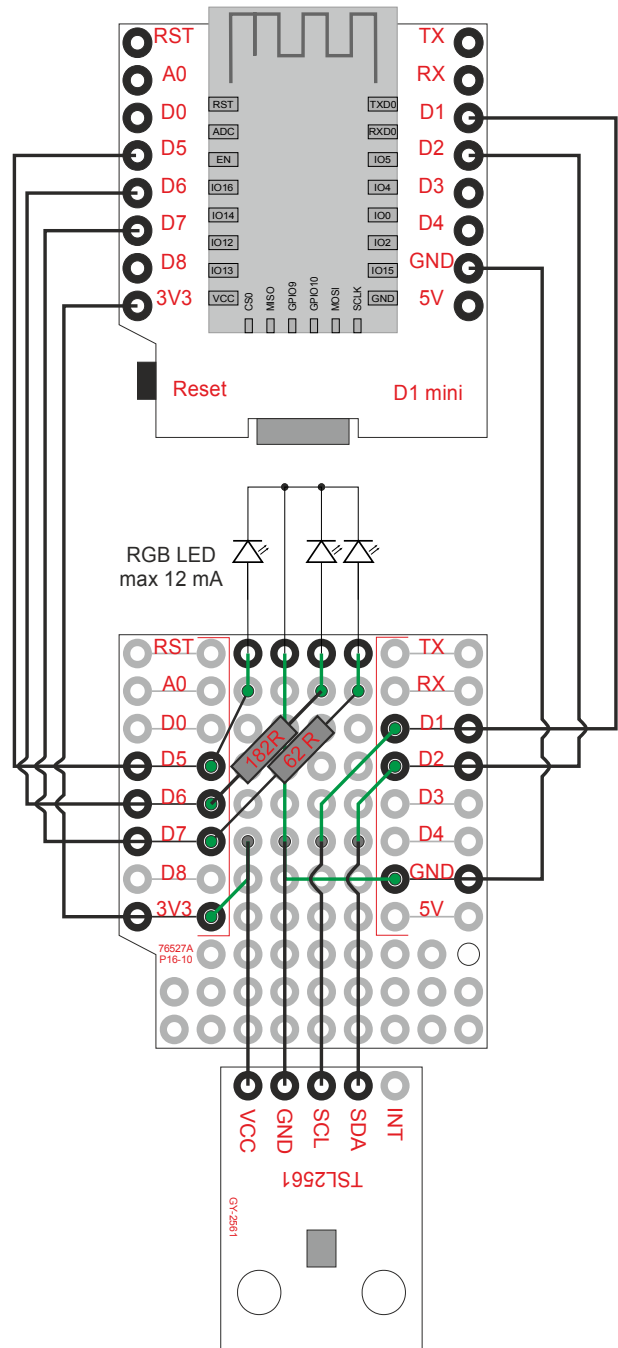 RST
TX
A0
RX
D0
D1
D5
D2
D6
D3
D7
D4
D8
GND
3V3
5V
RST
ADC
EN
IO16
IO14
IO12
IO13
VCC
TXD0
RXD0
IO5
IO4
IO0
IO2
IO15
GND
CS0
MISO
GPIO9
GPIO10
MOSI
SCLK
Reset
D1 mini
RGB LED
max 12 mA
RST
TX
A0
RX
D0
D1
D5
D2
D6
D3
D7
D4
D8
GND
3V3
5V
182R
62 R
76527A
P16-10
VCC
GND
SCL
SDA
INT
TSL2561
GY-2561